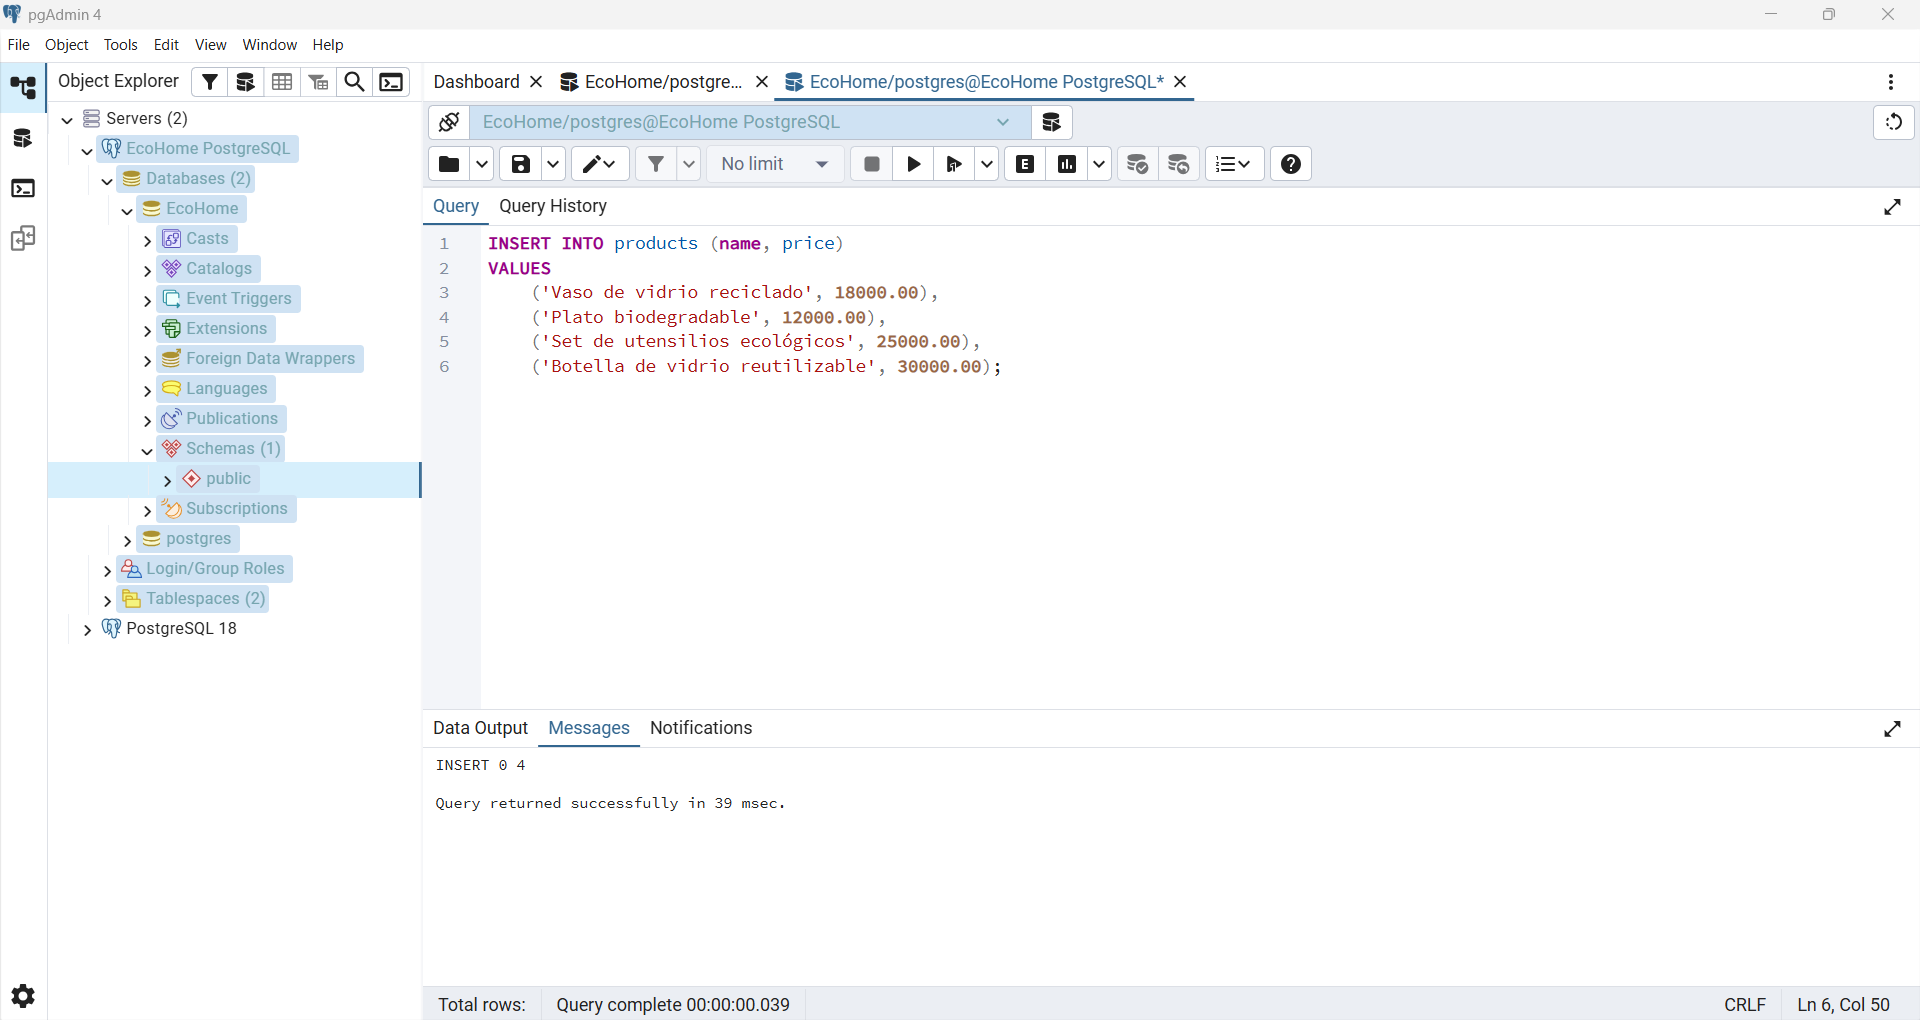 pgAdmin 4
File Object Tools Edit View Window Help
Object Explorer
Dashboard
EcoHome/postgre...
EcoHome/postgres@EcoHome PostgreSQL*
Servers (2)
EcoHome PostgreSQL
Databases (2)
EcoHome
Casts
Catalogs
Event Triggers
Extensions
Foreign Data Wrappers
Languages
Publications
Schemas (1)
public
Subscriptions
postgres
Login/Group Roles
Tablespaces (2)
PostgreSQL 18
EcoHome/postgres@EcoHome PostgreSQL
No limit
E
Query Query History
1 INSERT INTO products (name, price)
2 VALUES
3 ('Vaso de vidrio reciclado', 18000.00),
4 ('Plato biodegradable', 12000.00),
5 ('Set de utensilios ecológicos', 25000.00),
6 ('Botella de vidrio reutilizable', 30000.00);
Data Output Messages Notifications
INSERT 0 4
Query returned successfully in 39 msec.
Total rows: Query complete 00:00:00.039 CRLF Ln 6, Col 50